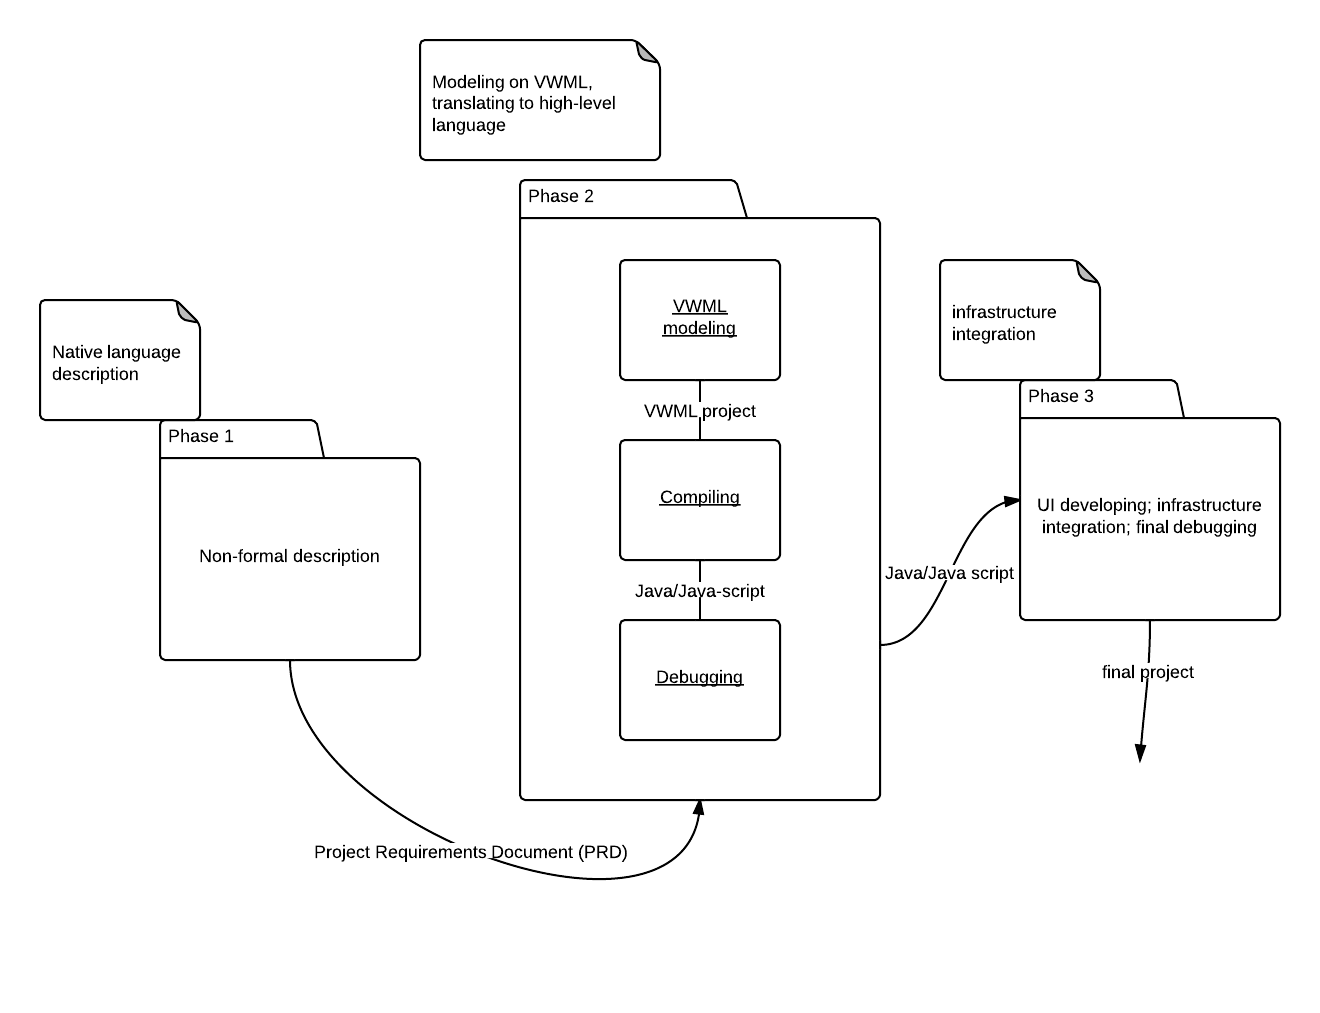 Modeling on VWML,
translating to high-level
language
Phase 2
VWML
modeling
VWML project
Compiling
Java/Java-script
Debugging
Native language
description
Phase 1
Non-formal description
Project Requirements Document (PRD)
infrastructure
integration
Phase 3
UI developing; infrastructure
integration; final debugging
Java/Java script
final project